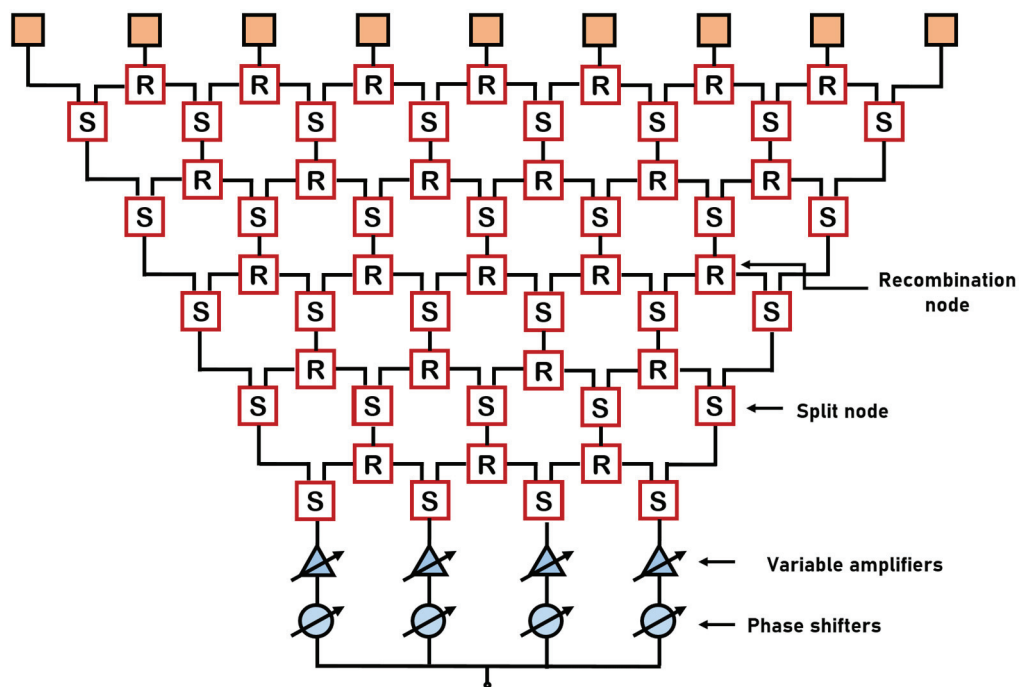 R R R R R R R
S S S S S S S S
R R R R R R
S S S S S S S
R R R R R
Recombination
node
S S S S S S
R R R R
S S S S S
Split node
R R R
S S S S
Variable amplifiers
Phase shifters